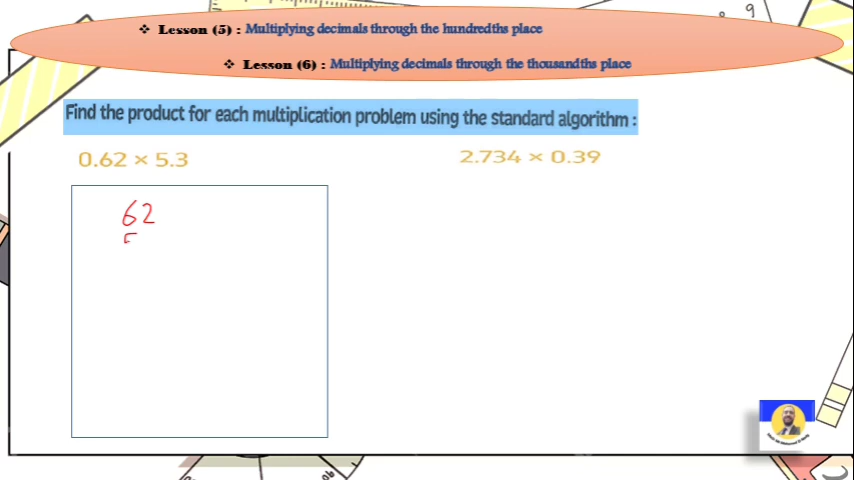 ❖ Lesson (5) : Multiplying decimals through the hundredths place
❖ Lesson (6) : Multiplying decimals through the thousandths place
Find the product for each multiplication problem using the standard algorithm :
0.62 × 5.3
2.734 × 0.39
62
9